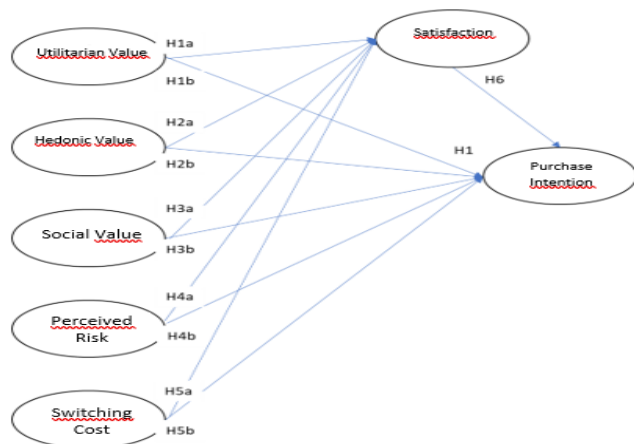 Satisfaction
Utilitarian Value
H1a
H1b
H6
H2a
Hedonic Value
H2b
H1
Purchase
Intention
H3a
Social Value
H3b
H4a
Perceived
Risk
H4b
H5a
Switching
Cost
H5b